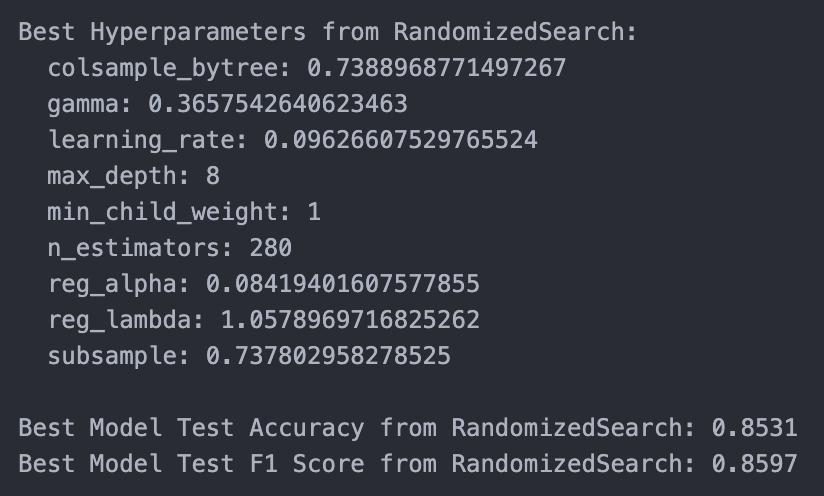 Best Hyperparameters from RandomizedSearch:
colsample_bytree: 0.7388968771497267
gamma: 0.3657542640623463
learning_rate: 0.09626607529765524
max_depth: 8
min_child_weight: 1
n_estimators: 280
reg_alpha: 0.08419401607577855
reg_lambda: 1.0578969716825262
subsample: 0.737802958278525
Best Model Test Accuracy from RandomizedSearch: 0.8531
Best Model Test F1 Score from RandomizedSearch: 0.8597